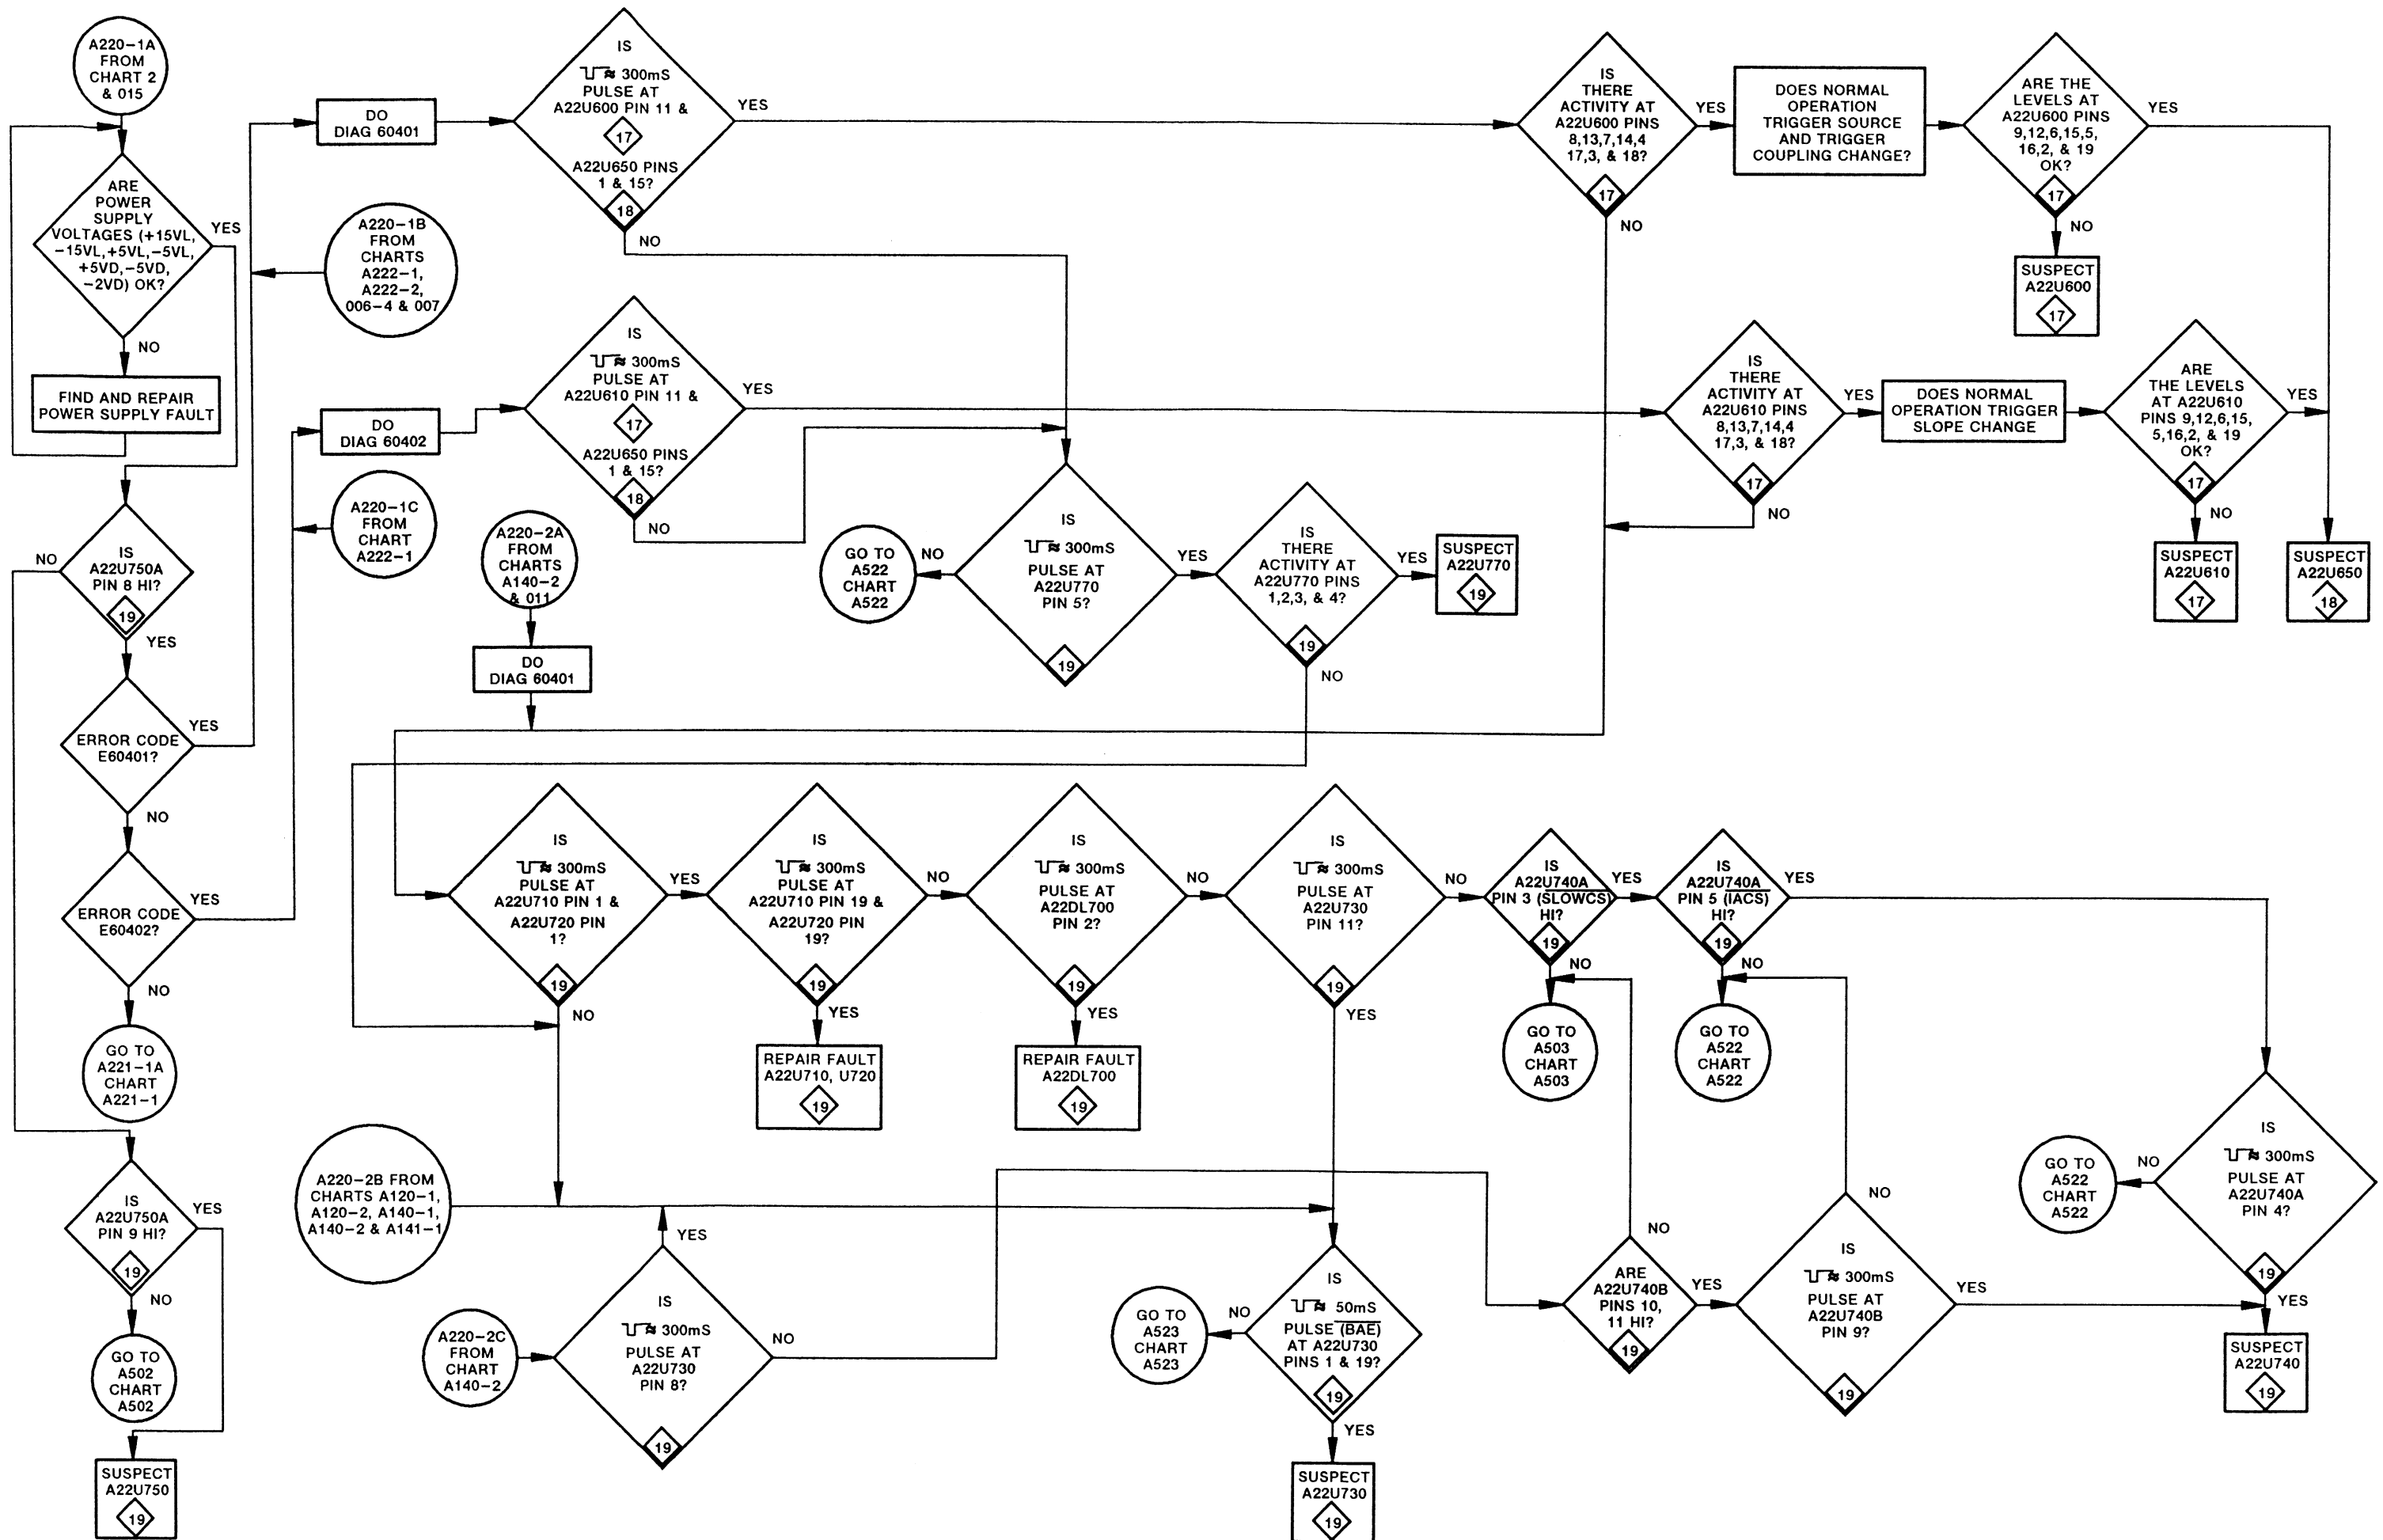 A220-1A
FROM
CHART 2
& 015
ARE
POWER
SUPPLY
VOLTAGES (+15VL,
-15VL,+5VL,-5VL,
+5VD,-5VD,
-2VD) OK?
YES
NO
FIND AND REPAIR
POWER SUPPLY FAULT
IS
A22U750A
PIN 8 HI?
19
NO
YES
ERROR CODE
E60401?
YES
NO
ERROR CODE
E60402?
YES
NO
GO TO
A221-1A
CHART
A221-1
IS
A22U750A
PIN 9 HI?
19
YES
NO
GO TO
A502
CHART
A502
SUSPECT
A22U750
19
DO
DIAG 60401
A220-1B
FROM
CHARTS
A222-1,
A222-2,
006-4 & 007
IS
≈ 300mS
PULSE AT
A22U600 PIN 11 &
17
A22U650 PINS
1 & 15?
18
YES
NO
DO
DIAG 60402
A220-1C
FROM
CHART
A222-1
IS
≈ 300mS
PULSE AT
A22U610 PIN 11 &
17
A22U650 PINS
1 & 15?
18
YES
NO
A220-2A
FROM
CHARTS
A140-2
& 011
DO
DIAG 60401
IS
≈ 300mS
PULSE AT
A22U770
PIN 5?
19
NO
GO TO
A522
CHART
A522
YES
IS
THERE
ACTIVITY AT
A22U770 PINS
1,2,3, & 4?
19
YES
NO
SUSPECT
A22U770
19
IS
THERE
ACTIVITY AT
A22U600 PINS
8,13,7,14,4
17,3, & 18?
17
YES
NO
DOES NORMAL
OPERATION
TRIGGER SOURCE
AND TRIGGER
COUPLING CHANGE?
ARE THE
LEVELS AT
A22U600 PINS
9,12,6,15,5,
16,2, & 19
OK?
17
YES
NO
SUSPECT
A22U600
17
IS
THERE
ACTIVITY AT
A22U610 PINS
8,13,7,14,4
17,3, & 18?
17
YES
NO
DOES NORMAL
OPERATION TRIGGER
SLOPE CHANGE
ARE
THE LEVELS
AT A22U610
PINS 9,12,6,15,
5,16,2, & 19
OK?
17
YES
NO
SUSPECT
A22U610
17
SUSPECT
A22U650
18
IS
≈ 300mS
PULSE AT
A22U710 PIN 1 &
A22U720 PIN
1?
19
YES
NO
IS
≈ 300mS
PULSE AT
A22U710 PIN 19 &
A22U720 PIN
19?
19
NO
YES
REPAIR FAULT
A22U710, U720
19
IS
≈ 300mS
PULSE AT
A22DL700
PIN 2?
19
NO
YES
REPAIR FAULT
A22DL700
19
IS
≈ 300mS
PULSE AT
A22U730
PIN 11?
19
NO
YES
IS
A22U740A
PIN 3 (SLOWCS)
HI?
19
YES
NO
GO TO
A503
CHART
A503
IS
A22U740A
PIN 5 (IACS)
HI?
19
YES
NO
GO TO
A522
CHART
A522
IS
≈ 300mS
PULSE AT
A22U740A
PIN 4?
19
NO
GO TO
A522
CHART
A522
YES
SUSPECT
A22U740
19
A220-2B FROM
CHARTS A120-1,
A120-2, A140-1,
A140-2 & A141-1
A220-2C
FROM
CHART
A140-2
IS
≈ 300mS
PULSE AT
A22U730
PIN 8?
19
YES
NO
IS
≈ 50mS
PULSE (BAE)
AT A22U730
PINS 1 & 19?
19
NO
GO TO
A523
CHART
A523
YES
SUSPECT
A22U730
19
ARE
A22U740B
PINS 10,
11 HI?
19
NO
YES
IS
≈ 300mS
PULSE AT
A22U740B
PIN 9?
19
NO
YES